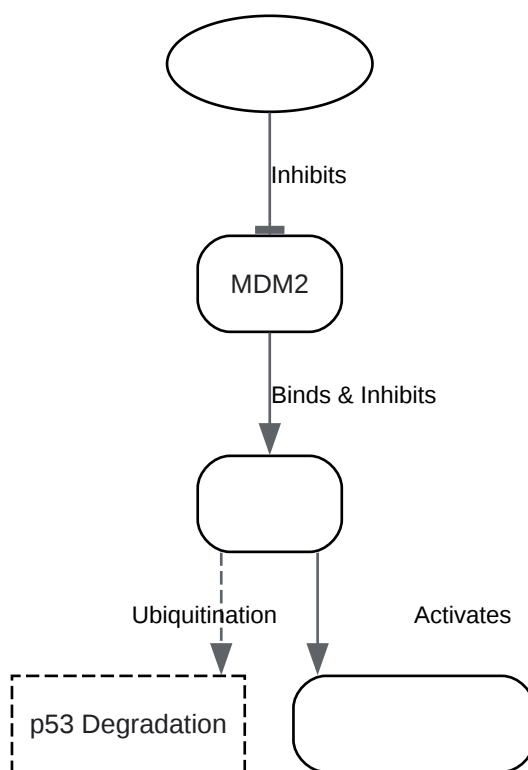 Inhibits
MDM2
Binds & Inhibits
Ubiquitination
Activates
p53 Degradation